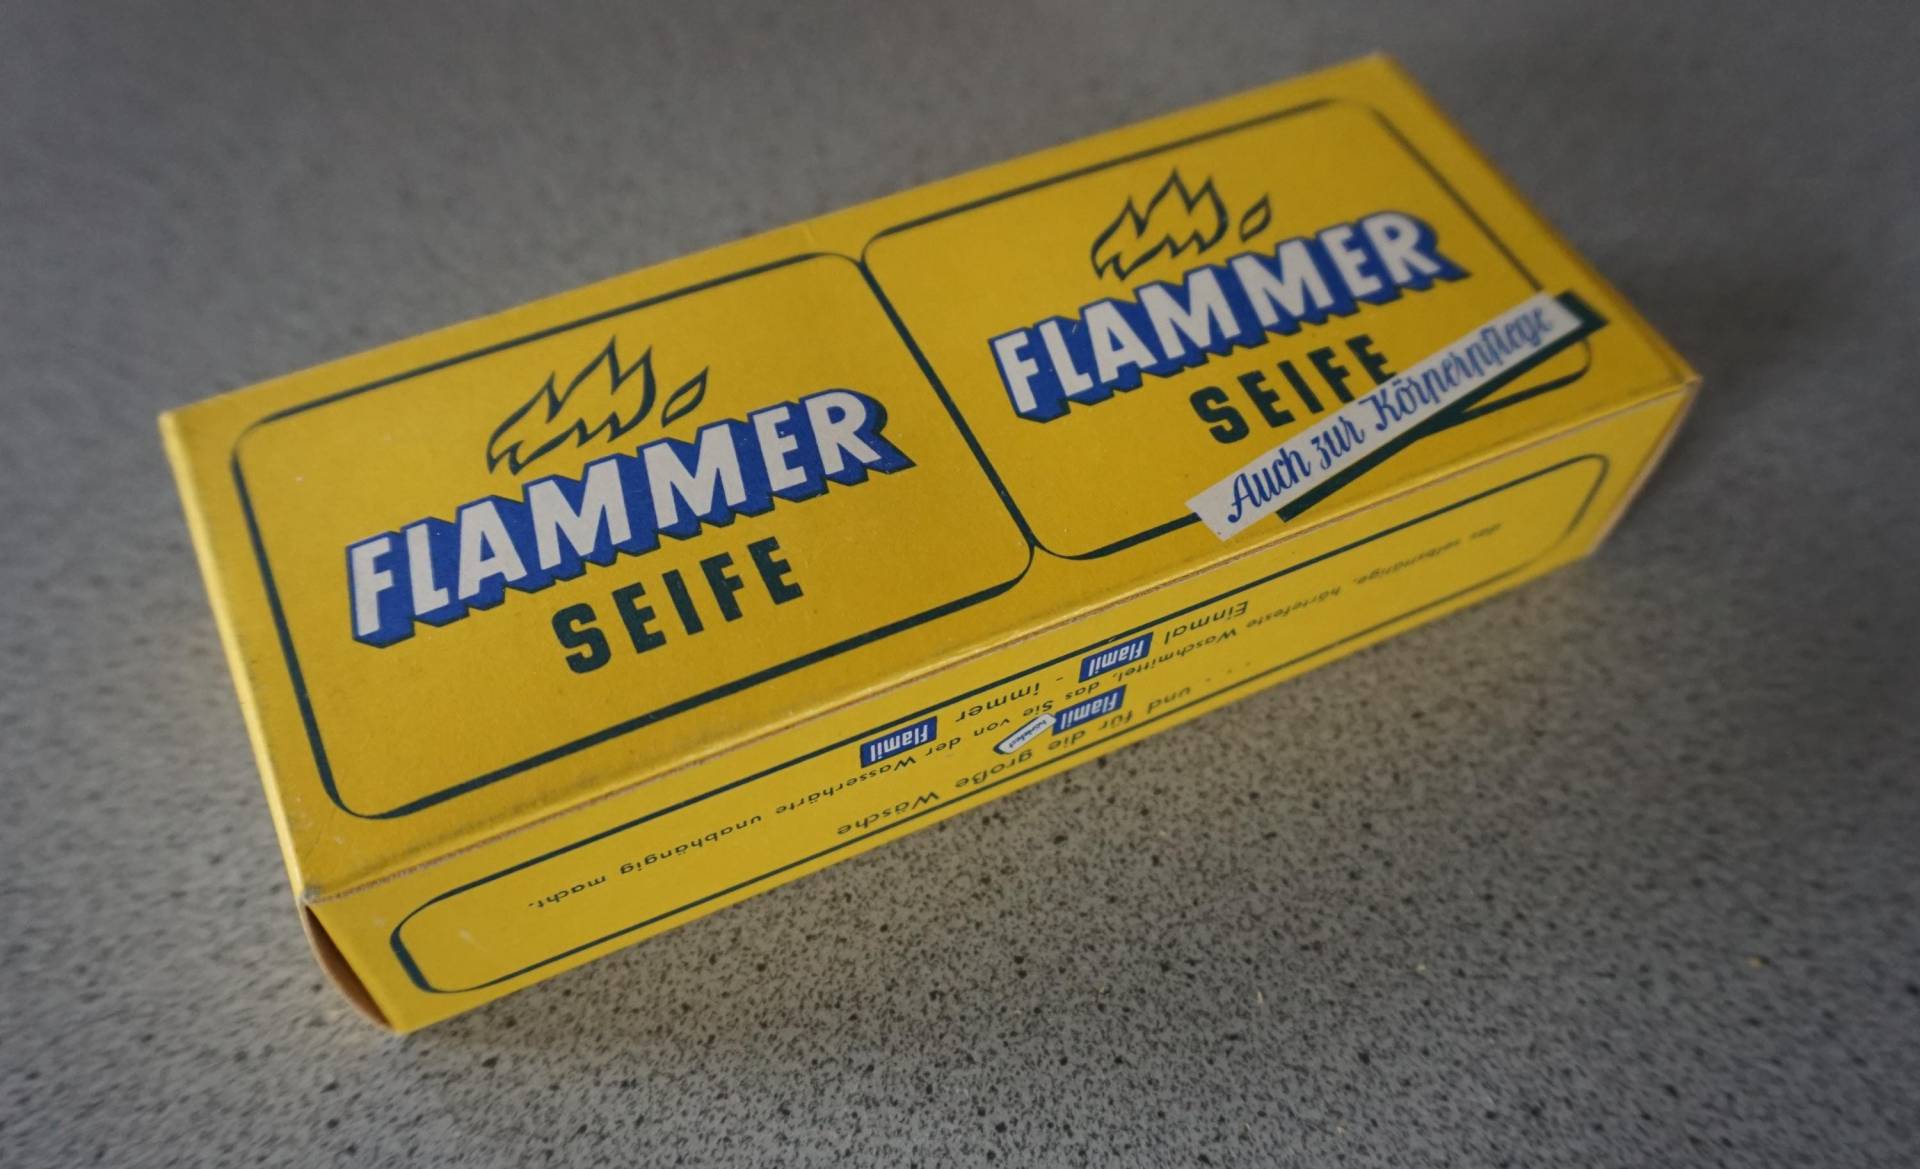 FLAMMER
SEIFE
FLAMMER
SEIFE
Auch zur Körperpflege
und für die große Wäsche
Flamil
das selbsttätige, härtefeste Waschmittel, das Sie von der Wasserhärte unabhängig macht.
Einmal Flamil - immer Flamil